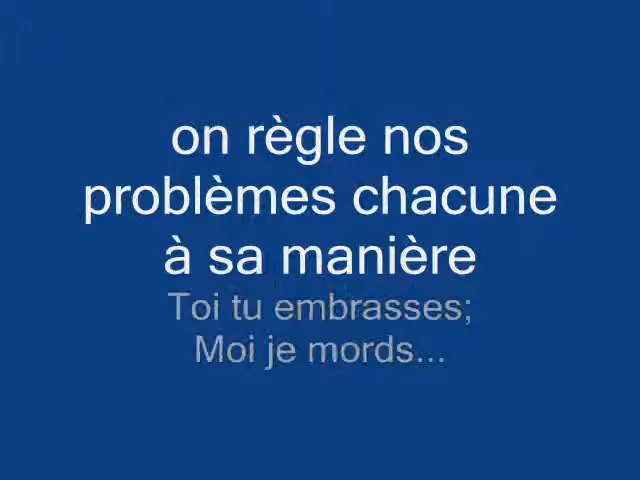 on règle nos
problèmes chacune
à sa manière
Toi tu embrasses;
Moi je mords...